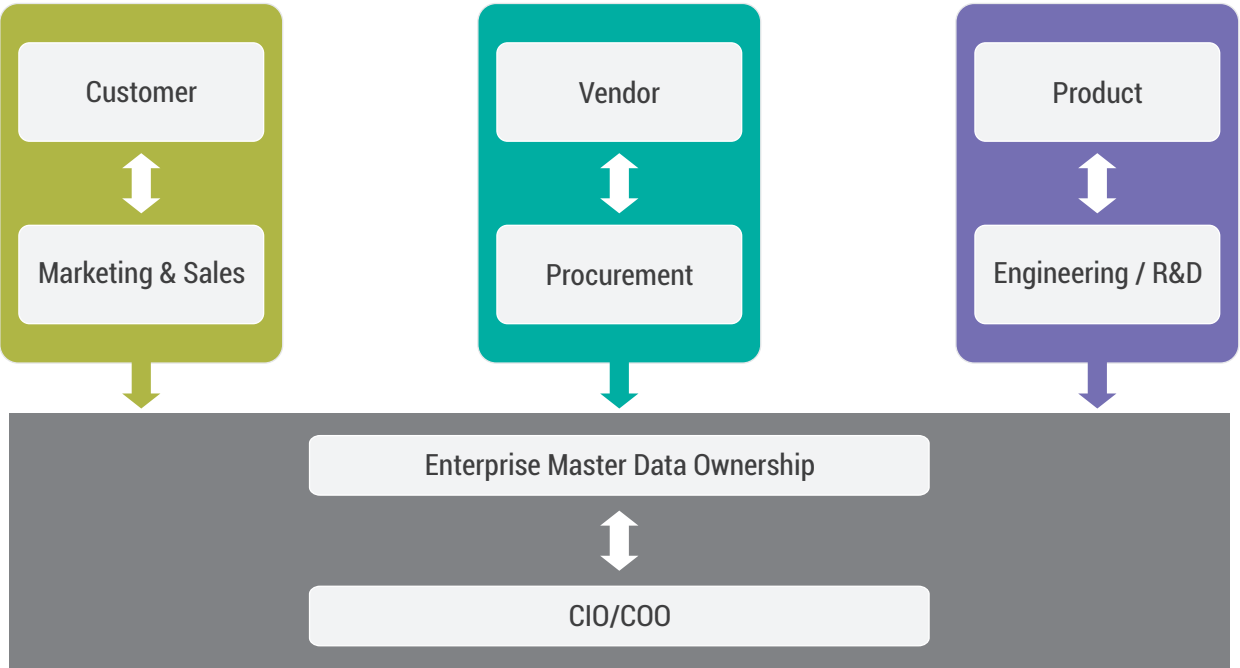 Customer
Vendor
Product
Marketing & Sales
Procurement
Engineering / R&D
Enterprise Master Data Ownership
CIO/COO